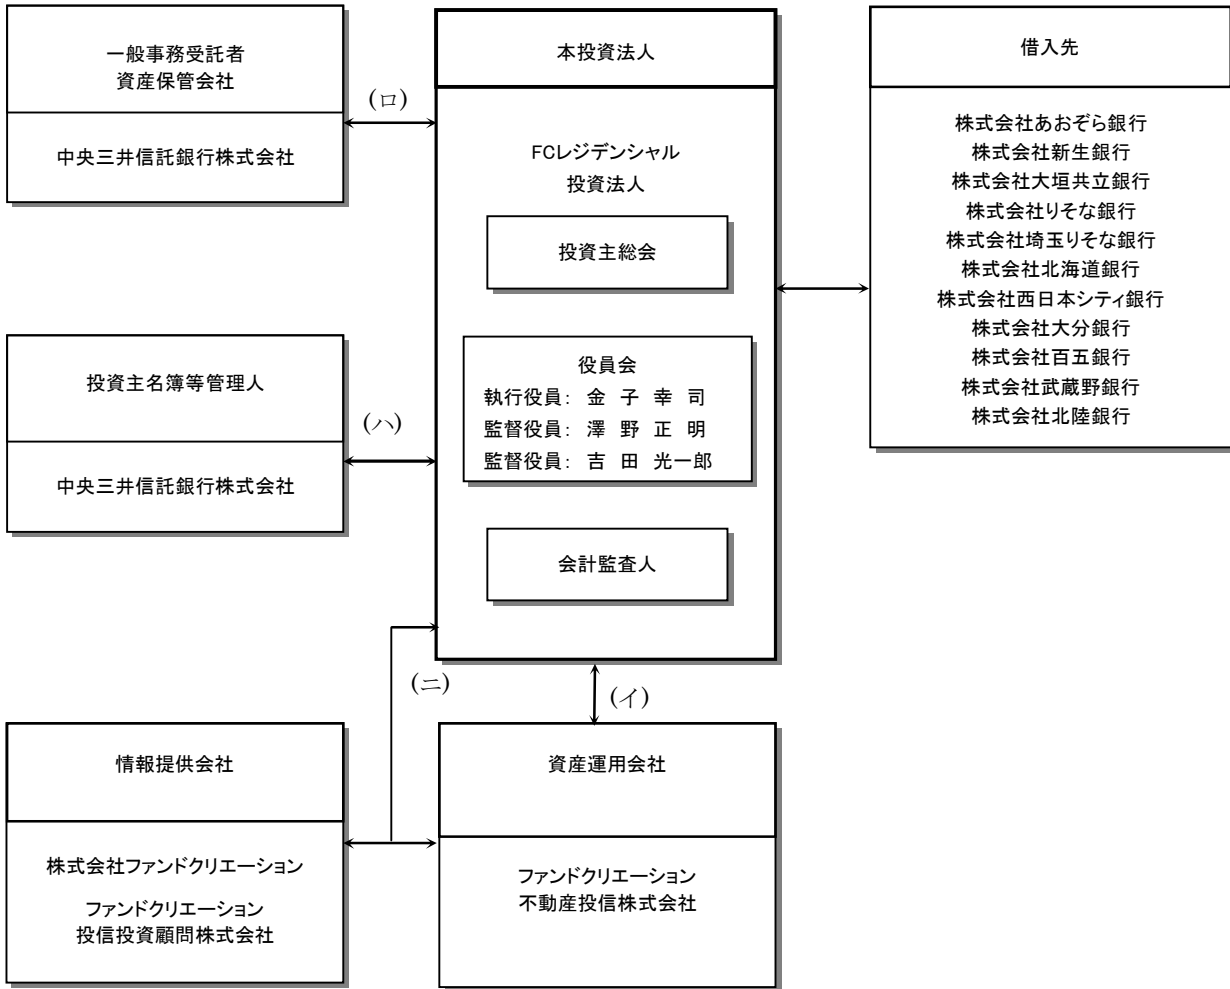 一般事務受託者
資産保管会社
中央三井信託銀行株式会社
(ロ)
投資主名簿等管理人
中央三井信託銀行株式会社
(ハ)
本投資法人
FCレジデンシャル
投資法人
投資主総会
役員会
執行役員： 金 子 幸 司
監督役員： 澤 野 正 明
監督役員： 吉 田 光一郎
会計監査人
借入先
株式会社あおぞら銀行
株式会社新生銀行
株式会社大垣共立銀行
株式会社りそな銀行
株式会社埼玉りそな銀行
株式会社北海道銀行
株式会社西日本シティ銀行
株式会社大分銀行
株式会社百五銀行
株式会社武蔵野銀行
株式会社北陸銀行
(ニ)
(イ)
情報提供会社
株式会社ファンドクリエーション
ファンドクリエーション
投信投資顧問株式会社
資産運用会社
ファンドクリエーション
不動産投信株式会社